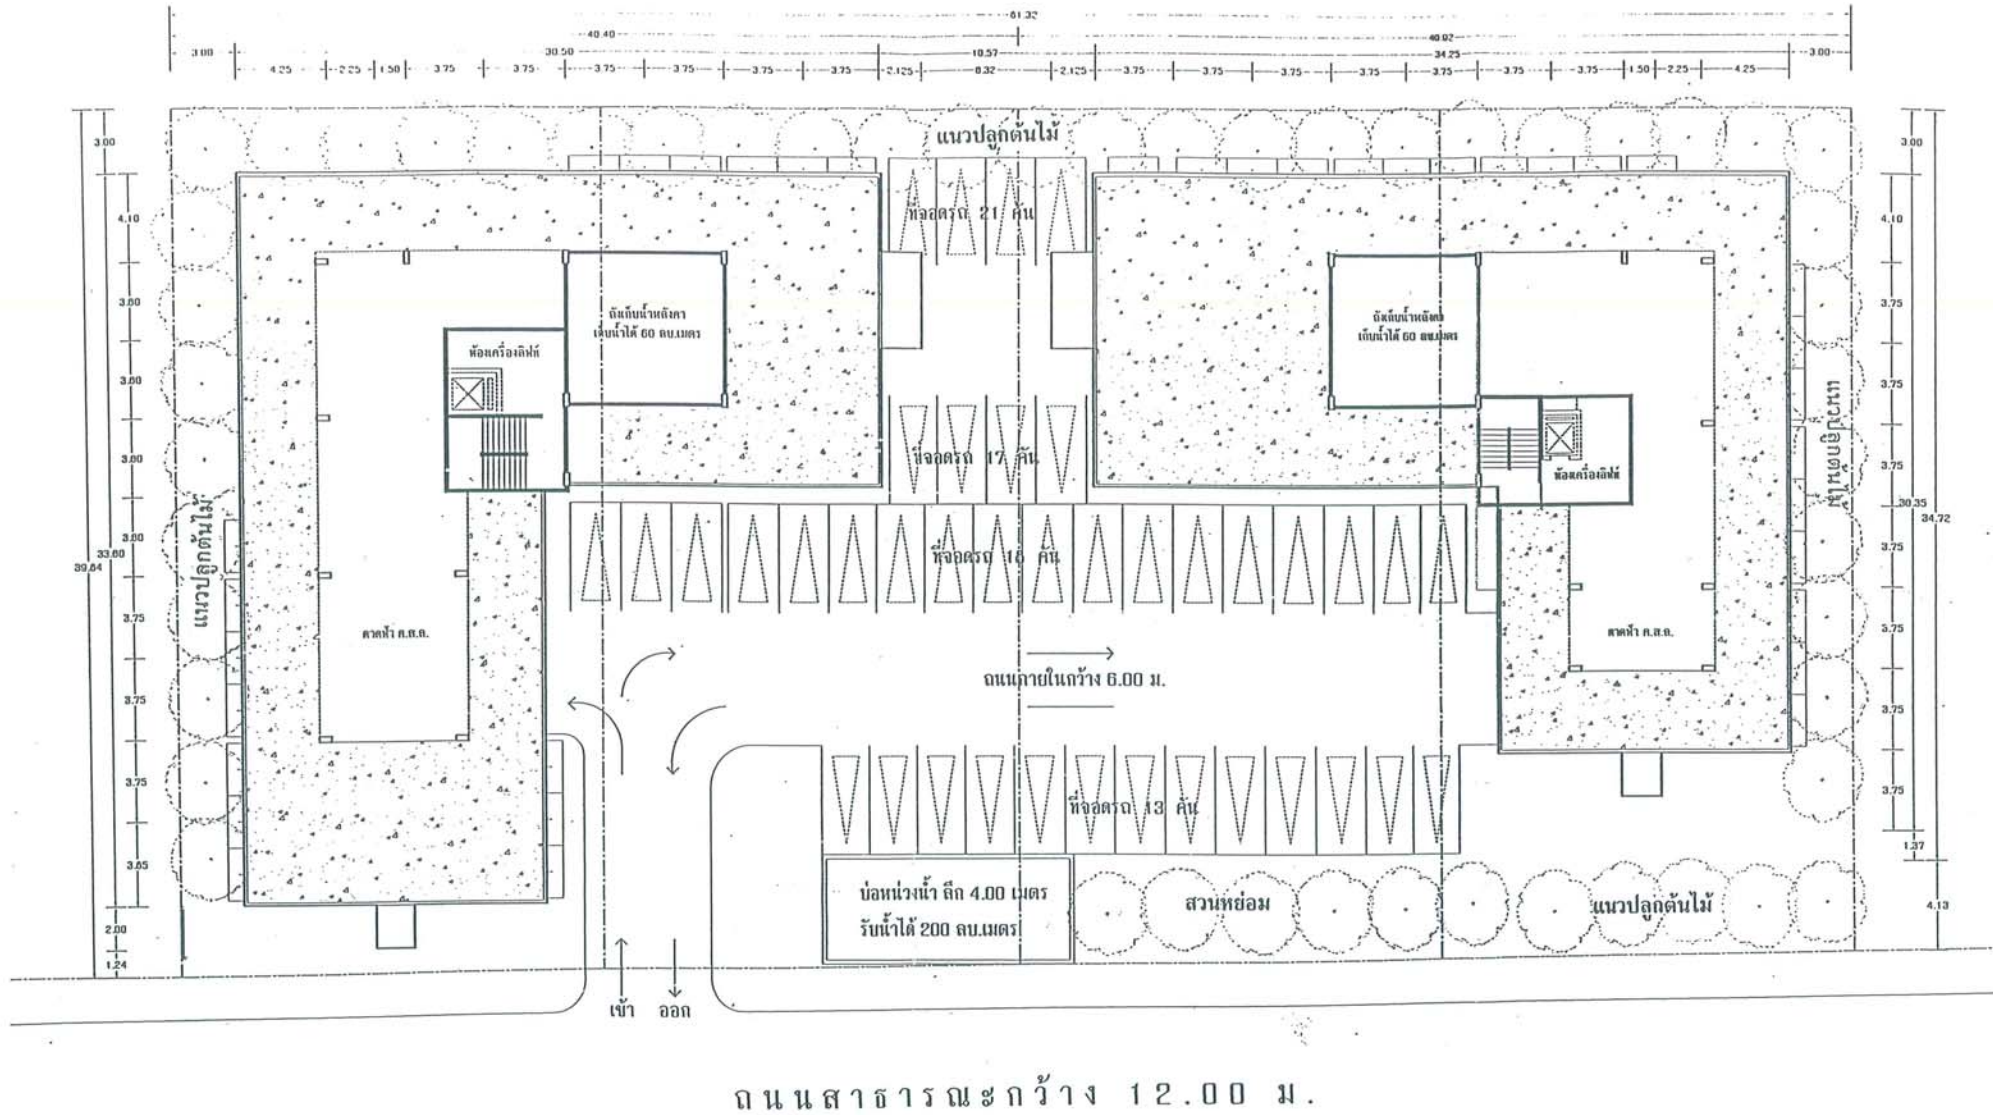 81.32
40.40
40.92
3.00
30.50
10.57
34.25
3.00
4.25
2.25
1.50
3.75
3.75
3.75
3.75
3.75
3.75
2.125
6.32
2.125
3.75
3.75
3.75
3.75
3.75
3.75
3.75
1.50
2.25
4.25
แนวปลูกต้นไม้
3.00
3.00
4.10
4.10
ที่จอดรถ 21 คัน
3.75
ถังเก็บน้ำหลังคา
เก็บน้ำได้ 60 ลบ.เมตร
ถังเก็บน้ำหลังคา
เก็บน้ำได้ 60 ลบ.เมตร
ห้องเครื่องลิฟท์
3.75
แนวปลูกต้นไม้
ที่จอดรถ 17 คัน
3.75
ห้องเครื่องลิฟท์
30.35
34.72
แนวปลูกต้นไม้
33.60
39.64
ที่จอดรถ 18 คัน
3.75
3.75
ดาดฟ้า ค.ส.ล.
ดาดฟ้า ค.ส.ล.
3.75
ถนนภายในกว้าง 6.00 ม.
3.75
3.75
3.75
3.75
ที่จอดรถ 13 คัน
1.37
3.65
บ่อหน่วงน้ำ ลึก 4.00 เมตร
รับน้ำได้ 200 ลบ.เมตร
สวนหย่อม
แนวปลูกต้นไม้
4.13
2.00
1.24
เข้า
ออก
ถนนสาธารณะกว้าง 12.00 ม.